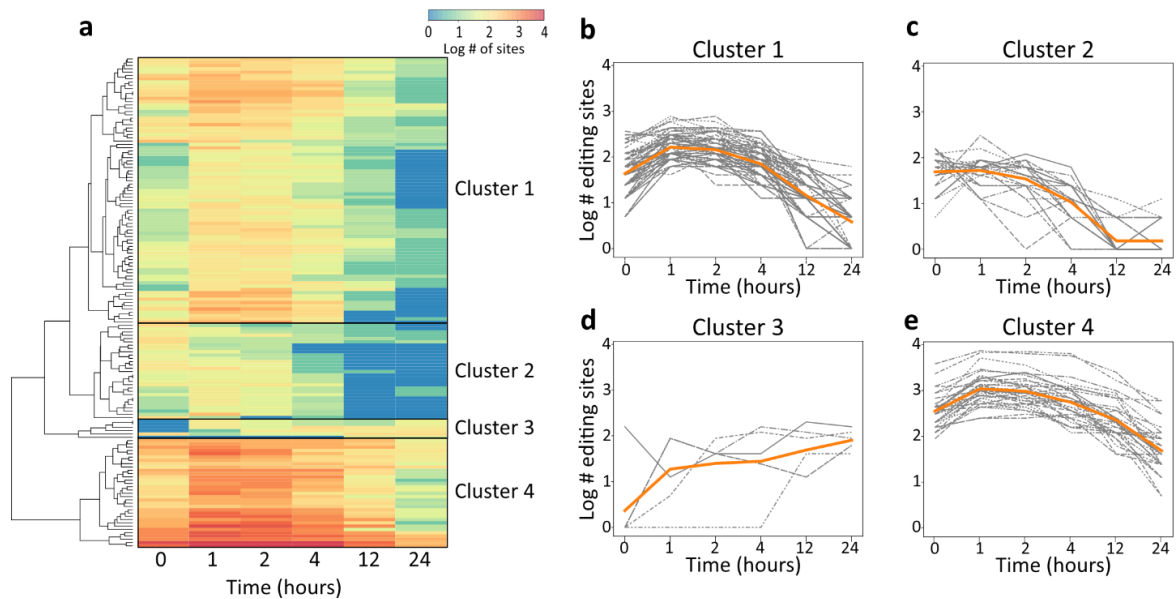 a
0 1 2 3 4
Log # of sites
Cluster 1
Cluster 2
Cluster 3
Cluster 4
0 1 2 4 12 24
Time (hours)
b
Cluster 1
Log # editing sites
4
3
2
1
0
0 1 2 4 12 24
Time (hours)
c
Cluster 2
4
3
2
1
0
0 1 2 4 12 24
Time (hours)
d
Cluster 3
Log # editing sites
4
3
2
1
0
0 1 2 4 12 24
Time (hours)
e
Cluster 4
4
3
2
1
0
0 1 2 4 12 24
Time (hours)